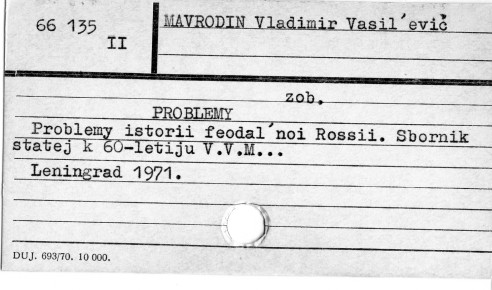 66 135
II
MAVRODIN Vladimir Vasil´evič
zob.
PROBLEMY
Problemy istorii feodal´noi Rossii. Sbornik
statej k 60-letiju V.V.M...
Leningrad 1971.
DUJ. 693/70. 10 000.